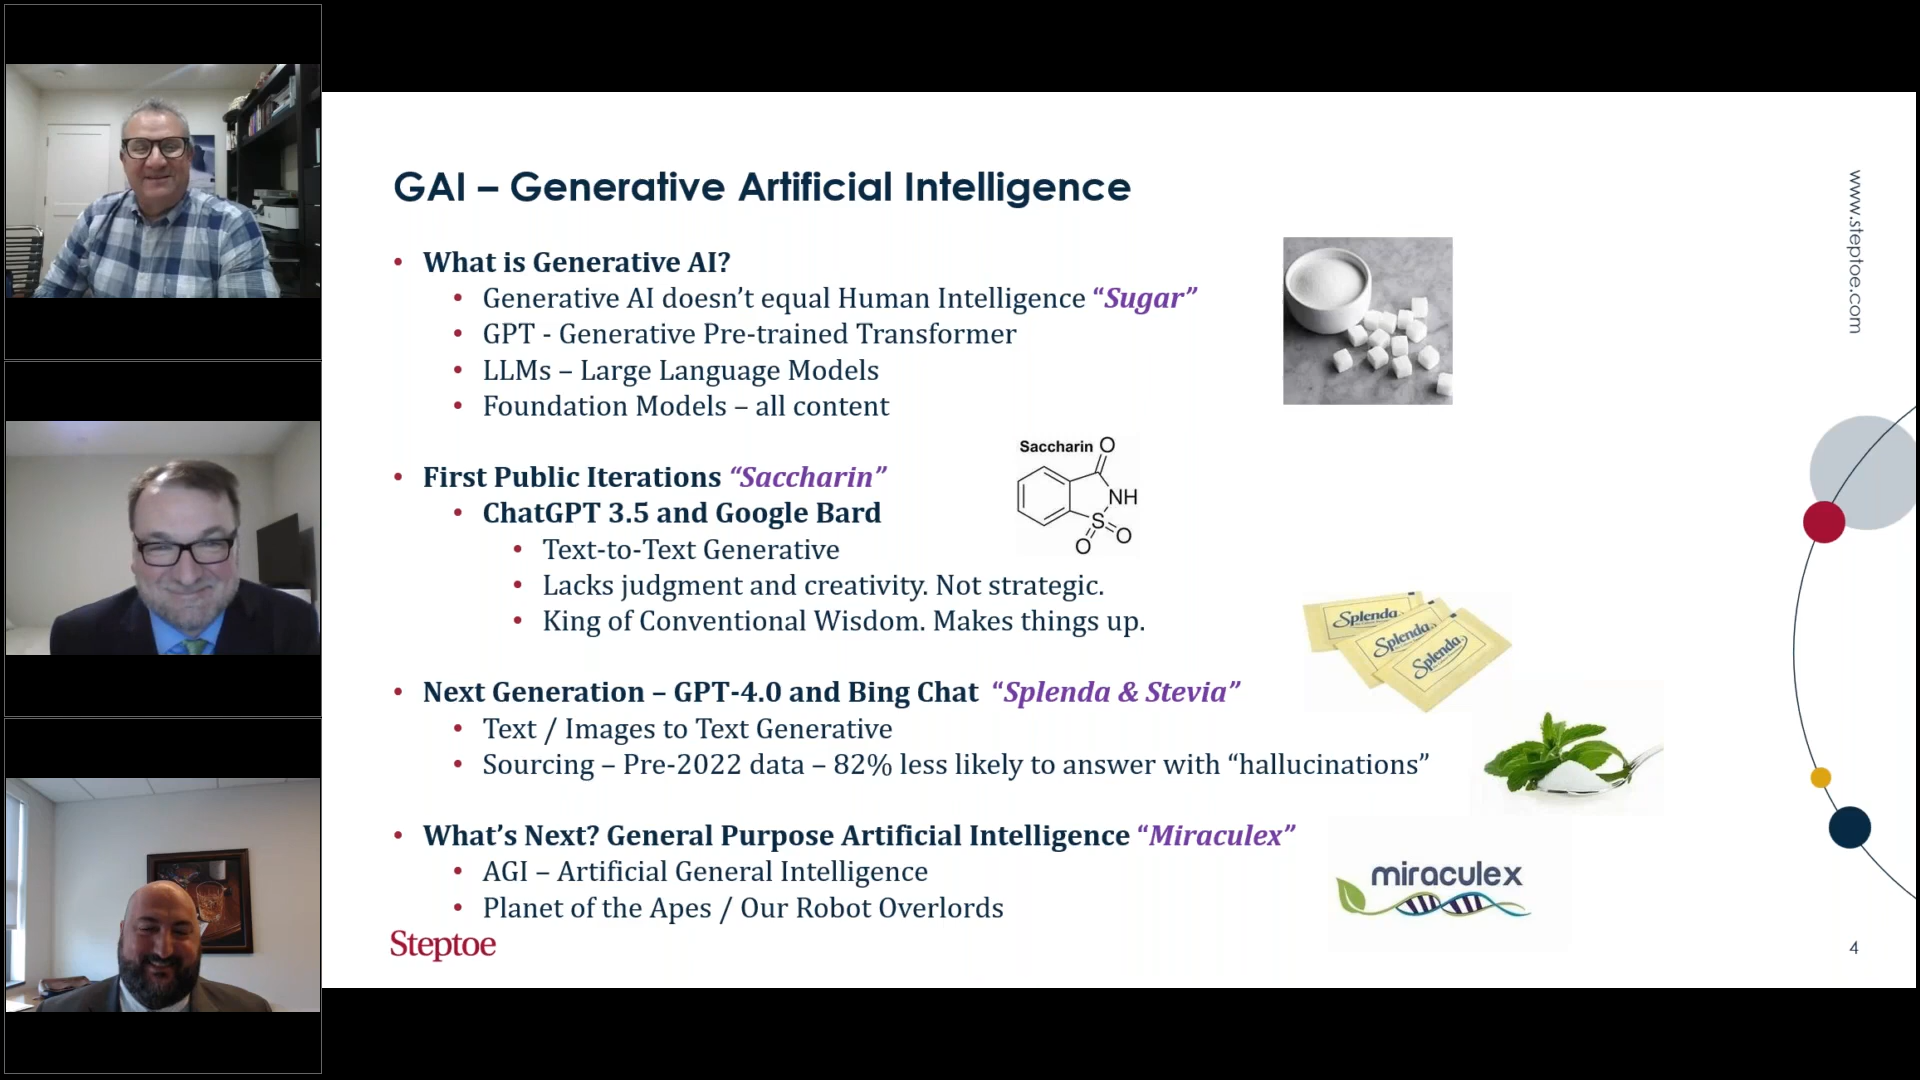 GAI – Generative Artificial Intelligence
• What is Generative AI?
• Generative AI doesn’t equal Human Intelligence “Sugar”
• GPT - Generative Pre-trained Transformer
• LLMs – Large Language Models
• Foundation Models – all content
• First Public Iterations “Saccharin”
Saccharin O
NH
S
O
O
• ChatGPT 3.5 and Google Bard
• Text-to-Text Generative
• Lacks judgment and creativity. Not strategic.
• King of Conventional Wisdom. Makes things up.
Splenda
Splenda
Splenda
• Next Generation – GPT-4.0 and Bing Chat “Splenda & Stevia”
• Text / Images to Text Generative
• Sourcing – Pre-2022 data – 82% less likely to answer with “hallucinations”
• What’s Next? General Purpose Artificial Intelligence “Miraculex”
• AGI – Artificial General Intelligence
• Planet of the Apes / Our Robot Overlords
miraculex
Steptoe
www.steptoe.com
4